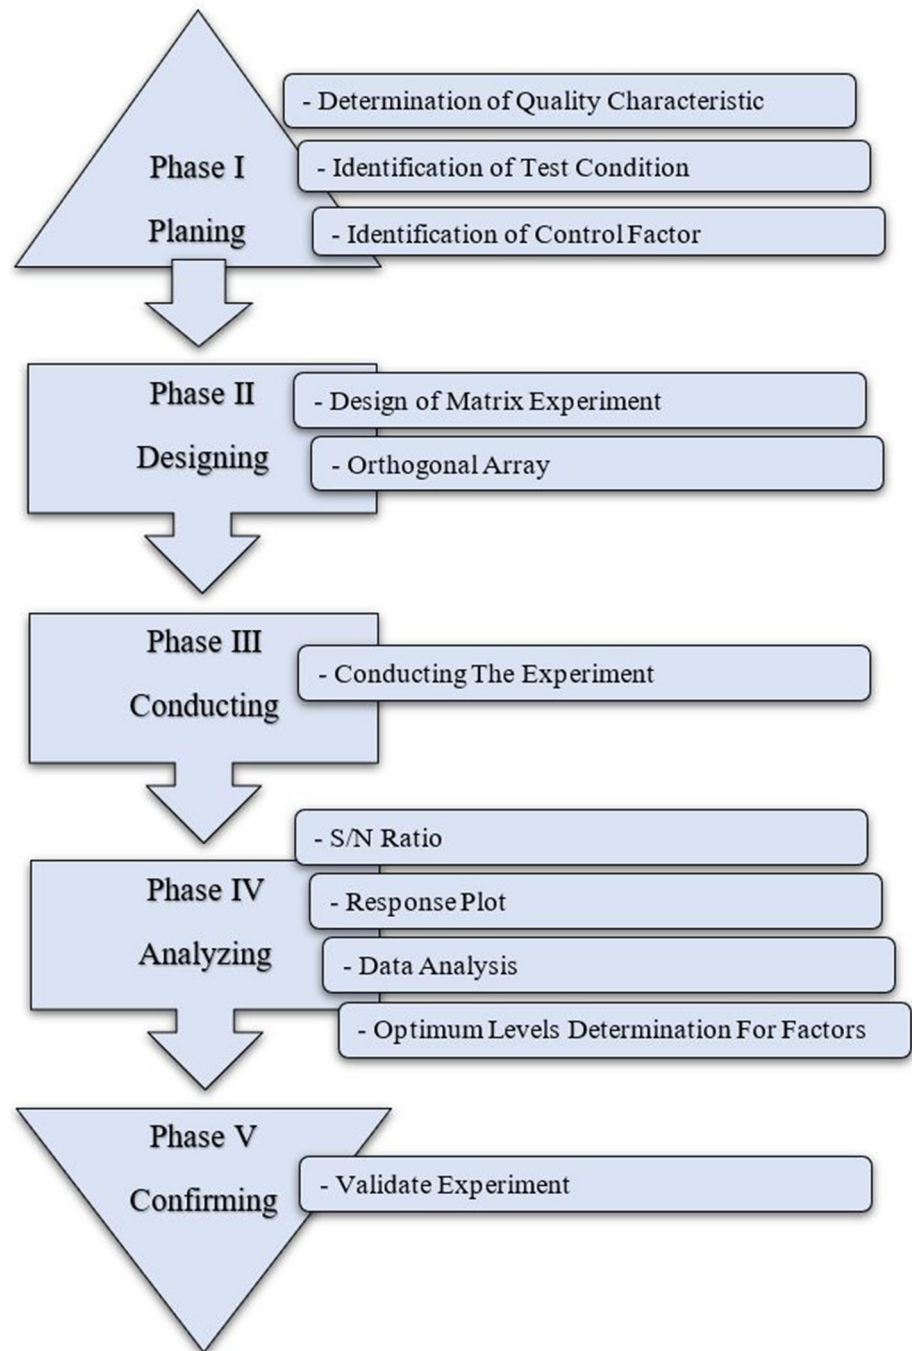 Phase I
Planing
- Determination of Quality Characteristic
- Identification of Test Condition
- Identification of Control Factor
Phase II
Designing
- Design of Matrix Experiment
- Orthogonal Array
Phase III
Conducting
- Conducting The Experiment
Phase IV
Analyzing
- S/N Ratio
- Response Plot
- Data Analysis
- Optimum Levels Determination For Factors
Phase V
Confirming
- Validate Experiment